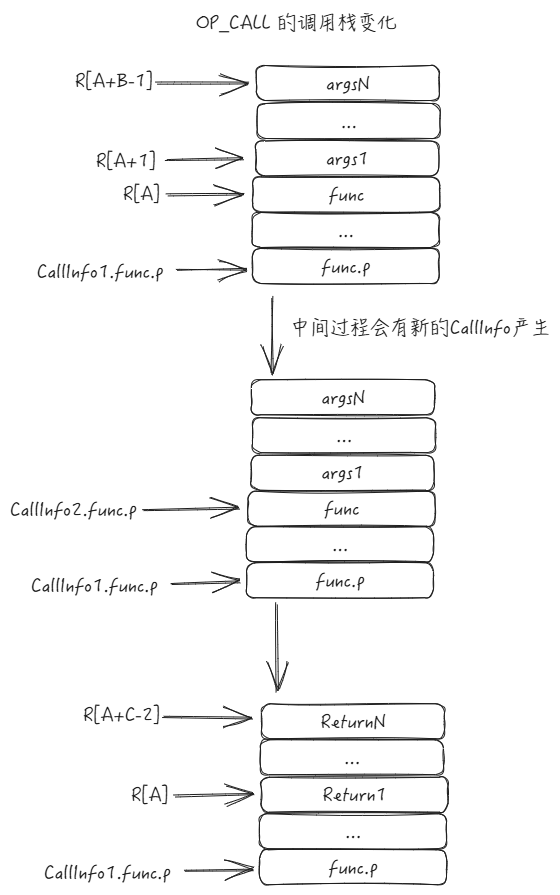 OP_CALL 的调用栈变化
R[A+B-1]
argsN
...
R[A+1]
args1
R[A]
func
...
CallInfo1.func.p
func.p
中间过程会有新的CallInfo产生
argsN
...
args1
CallInfo2.func.p
func
...
CallInfo1.func.p
func.p
R[A+C-2]
ReturnN
...
R[A]
Return1
...
CallInfo1.func.p
func.p